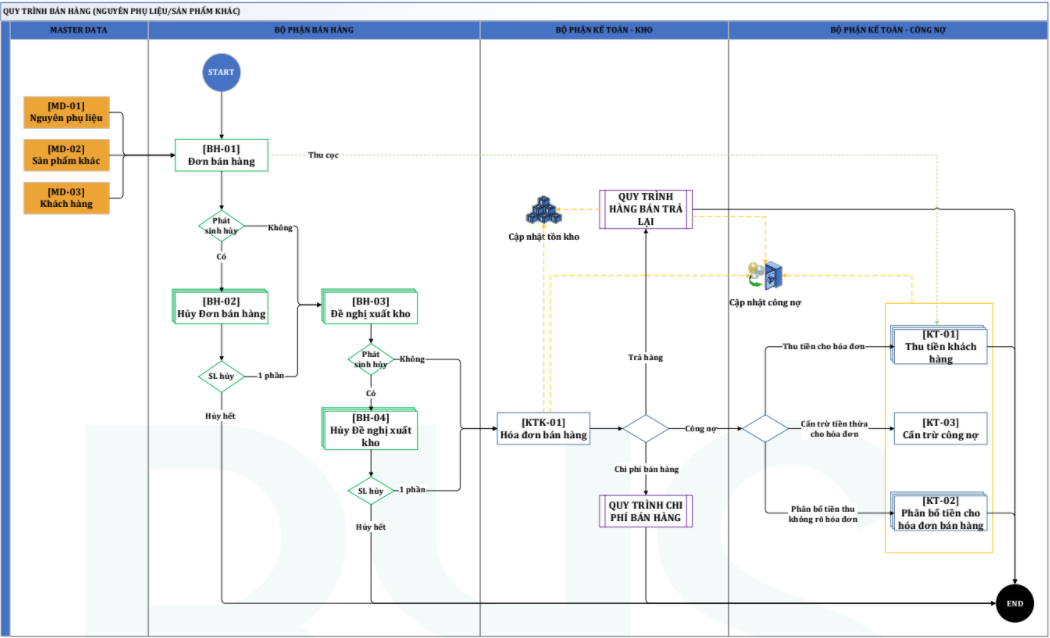 QUY TRÌNH BÁN HÀNG (NGUYÊN PHỤ LIỆU/SẢN PHẨM KHÁC)
MASTER DATA
BỘ PHẬN BÁN HÀNG
BỘ PHẬN KẾ TOÁN - KHO
BỘ PHẬN KẾ TOÁN - CÔNG NỢ
START
[MD-01]
Nguyên phụ liệu
[MD-02]
Sản phẩm khác
[MD-03]
Khách hàng
[BH-01]
Đơn bán hàng
Thu cọc
Phát
sinh hủy
Không
Có
[BH-02]
Hủy Đơn bán hàng
SL hủy
1 phần
Hủy hết
[BH-03]
Đề nghị xuất kho
Phát
sinh hủy
Không
Có
[BH-04]
Hủy Đề nghị xuất
kho
SL hủy
1 phần
Hủy hết
QUY TRÌNH
HÀNG BÁN TRẢ
LẠI
Cập nhật tồn kho
Cập nhật công nợ
Trả hàng
[KTK-01]
Hóa đơn bán hàng
Công nợ
Chi phí bán hàng
QUY TRÌNH CHI
PHÍ BÁN HÀNG
Thu tiền cho hóa đơn
[KT-01]
Thu tiền khách
hàng
Cấn trừ tiền thừa
cho hóa đơn
[KT-03]
Cấn trừ công nợ
Phân bổ tiền thu
không rõ hóa đơn
[KT-02]
Phân bổ tiền cho
hóa đơn bán hàng
END